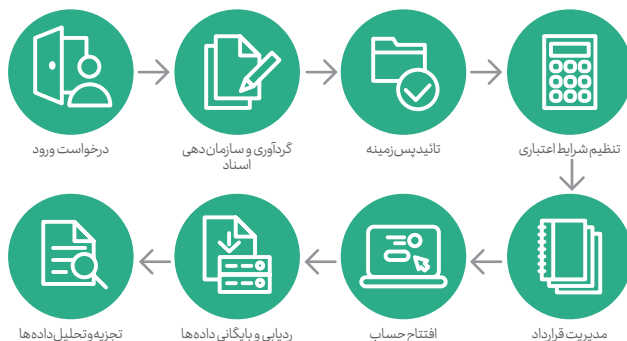 درخواست ورود
گردآوری و سازمان‌دهی
اسناد
تائید پس‌زمینه
تنظیم شرایط اعتباری
مدیریت قرارداد
افتتاح حساب
ردیابی و بایگانی داده‌ها
تجزیه‌و‌تحلیل داده‌ها